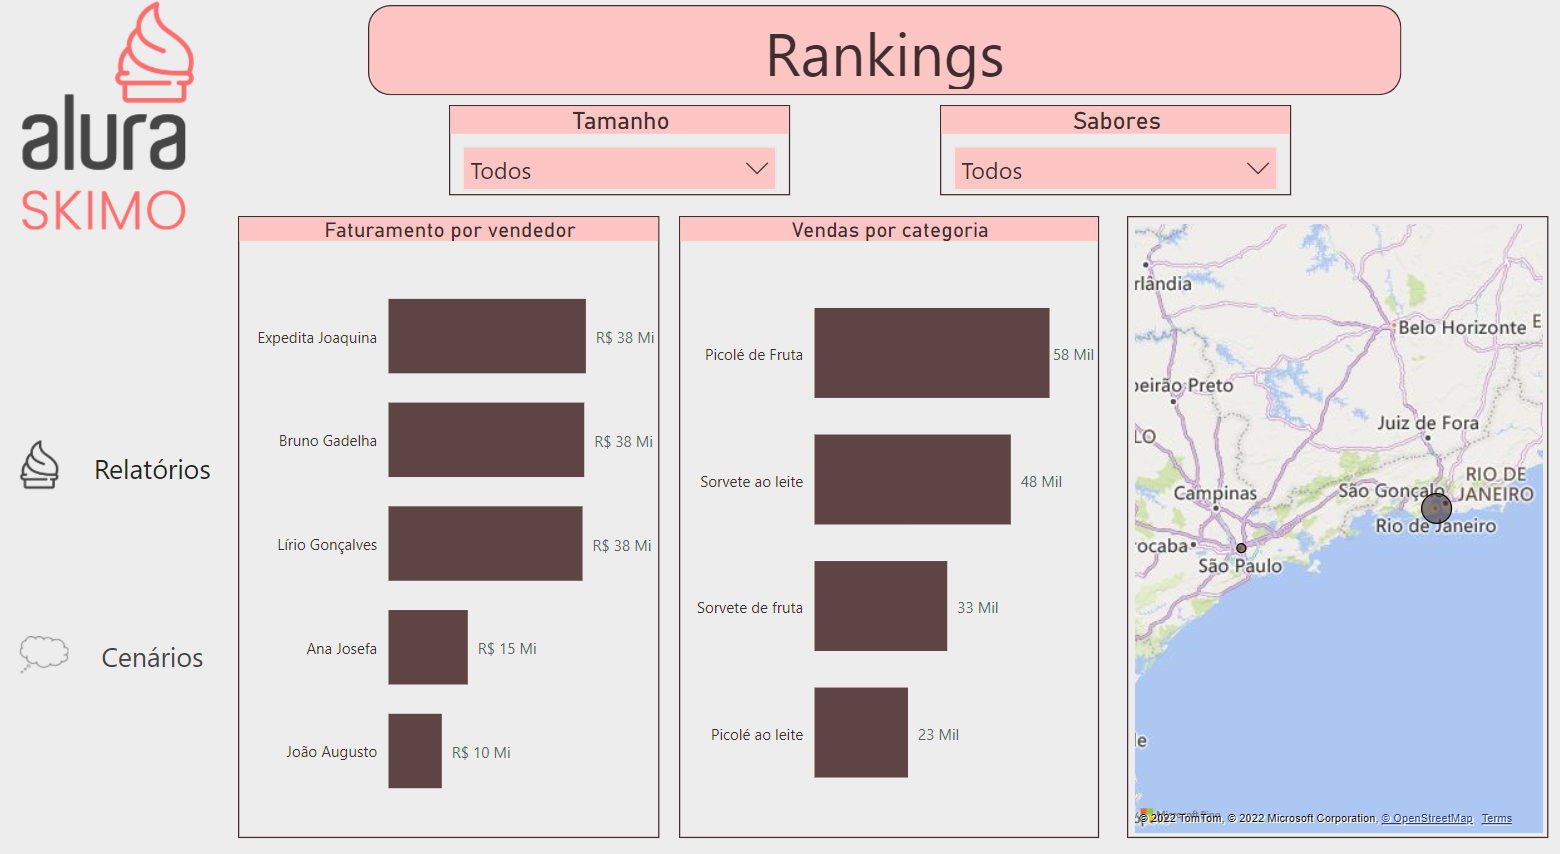 alura
SKIMO
Rankings
Tamanho
Todos
Sabores
Todos
Relatórios
Cenários
Faturamento por vendedor
Expedita Joaquina R$ 38 Mi
Bruno Gadelha R$ 38 Mi
Lírio Gonçalves R$ 38 Mi
Ana Josefa R$ 15 Mi
João Augusto R$ 10 Mi
Vendas por categoria
Picolé de Fruta 58 Mil
Sorvete ao leite 48 Mil
Sorvete de fruta 33 Mil
Picolé ao leite 23 Mil
rlândia
Belo Horizonte E
beirão Preto
Juiz de Fora
LO
RIO DE
JANEIRO
São Gonçalo
Campinas
Rio de Janeiro
rocaba
São Paulo
le
© 2022 TomTom, © 2022 Microsoft Corporation, © OpenStreetMap Terms